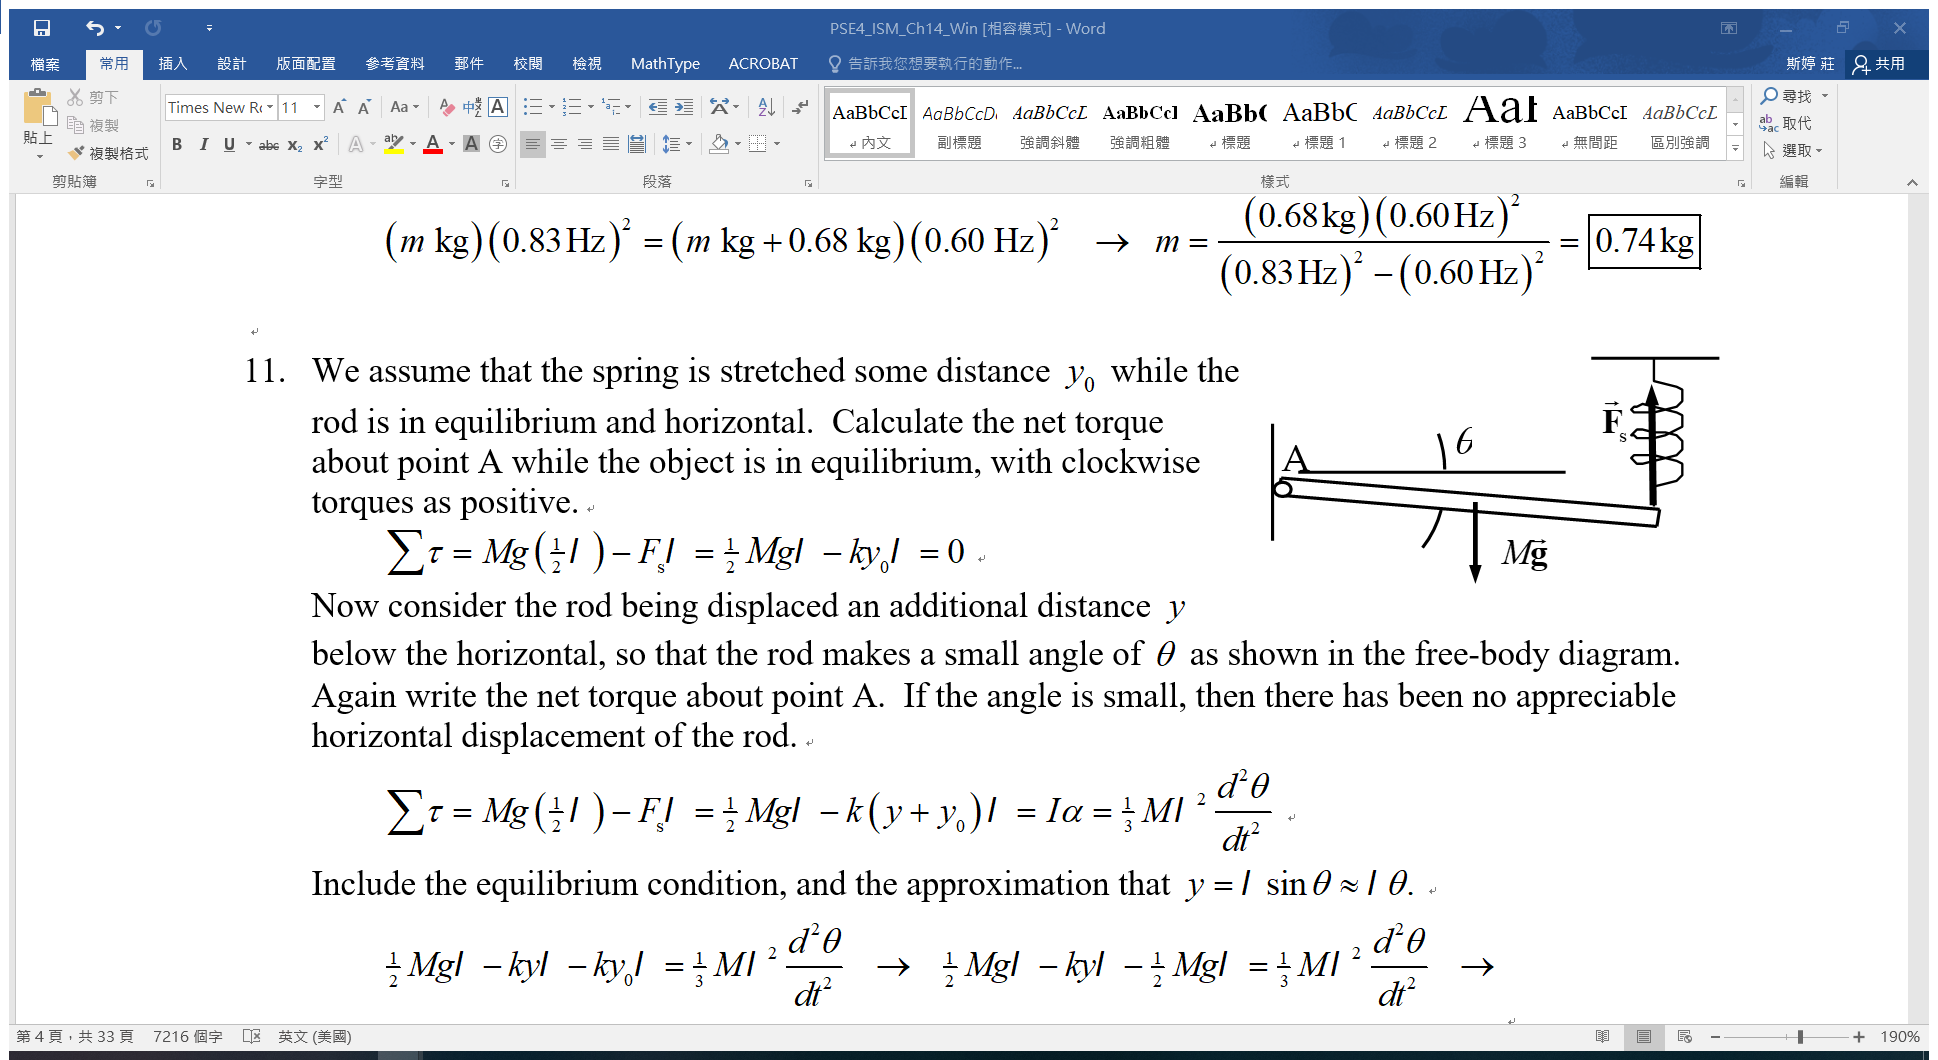 PSE4_ISM_Ch14_Win [相容模式] - Word
檔案 常用 插入 設計 版面配置 參考資料 郵件 校閱 檢視 MathType ACROBAT 告訴我您想要執行的動作... 斯婷 莊 共用
貼上 剪下 複製 複製格式
Times New Rc 11 Aa
B I U abc x₂ x² A A A 字
AaBbCcI AaBbCcDı AaBbCcL AaBbCcI AaBb( AaBbC AaBbCcL AaI AaBbCcI AaBbCcL
內文 副標題 強調斜體 強調粗體 標題 標題 1 標題 2 標題 3 無間距 區別強調
尋找
取代
選取
剪貼簿 字型 段落 樣式 編輯
(m kg)(0.83 Hz)² = (m kg + 0.68 kg)(0.60 Hz)² → m = (0.68 kg)(0.60 Hz)² / ((0.83 Hz)² − (0.60 Hz)²) = 0.74 kg
11. We assume that the spring is stretched some distance y₀ while the
rod is in equilibrium and horizontal. Calculate the net torque
about point A while the object is in equilibrium, with clockwise
torques as positive.
A θ F⃗s Mg⃗
∑τ = Mg(½l) − Fₛl = ½Mgl − ky₀l = 0
Now consider the rod being displaced an additional distance y
below the horizontal, so that the rod makes a small angle of θ as shown in the free-body diagram.
Again write the net torque about point A. If the angle is small, then there has been no appreciable
horizontal displacement of the rod.
∑τ = Mg(½l) − Fₛl = ½Mgl − k(y + y₀)l = Iα = ⅓Ml² d²θ/dt²
Include the equilibrium condition, and the approximation that y = l sin θ ≈ l θ.
½Mgl − kyl − ky₀l = ⅓Ml² d²θ/dt² → ½Mgl − kyl − ½Mgl = ⅓Ml² d²θ/dt² →
第 4 頁，共 33 頁 7216 個字 英文 (美國) 190%